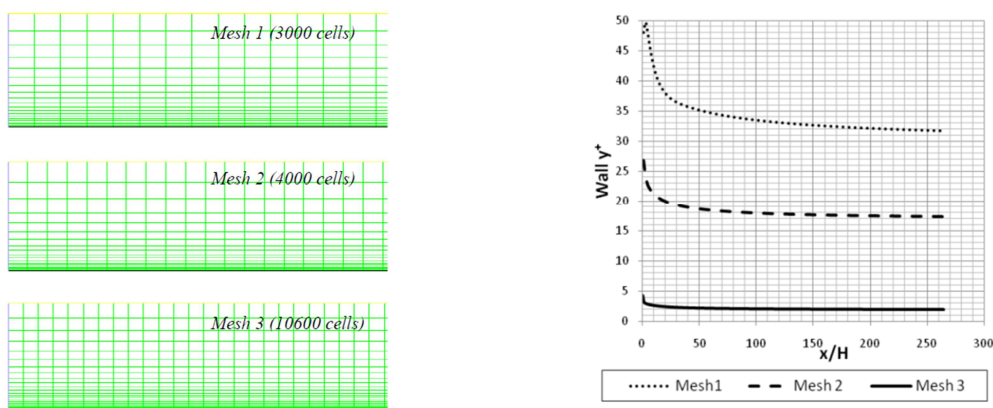 Mesh 1 (3000 cells)
Mesh 2 (4000 cells)
Mesh 3 (10600 cells)
50
45
40
35
30
25
20
15
10
5
0
Wall y+
0 50 100 150 200 250 300
x/H
Mesh1 Mesh 2 Mesh 3